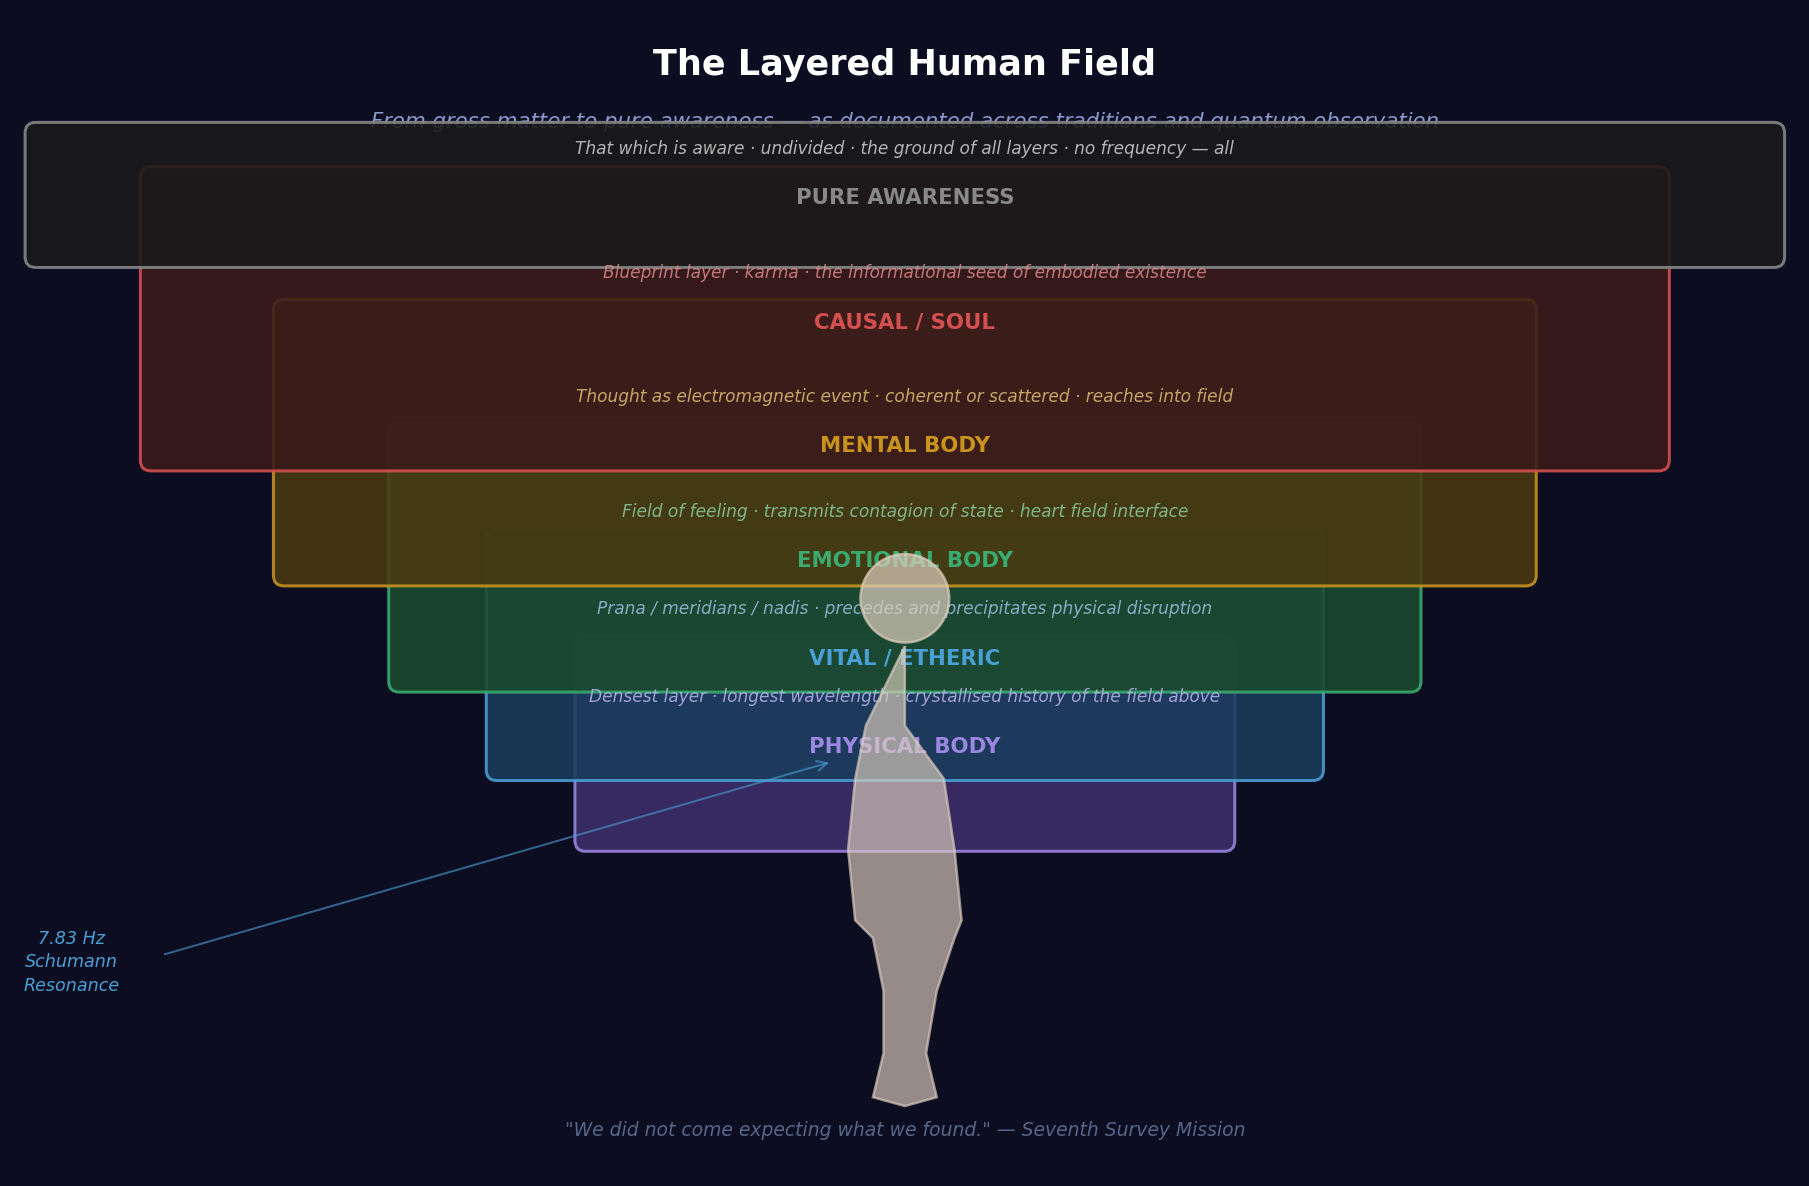 The Layered Human Field
From gross matter to pure awareness — as documented across traditions and quantum observation
That which is aware · undivided · the ground of all layers · no frequency — all
PURE AWARENESS
Blueprint layer · karma · the informational seed of embodied existence
CAUSAL / SOUL
Thought as electromagnetic event · coherent or scattered · reaches into field
MENTAL BODY
Field of feeling · transmits contagion of state · heart field interface
EMOTIONAL BODY
Prana / meridians / nadis · precedes and precipitates physical disruption
VITAL / ETHERIC
Densest layer · longest wavelength · crystallised history of the field above
PHYSICAL BODY
7.83 Hz
Schumann
Resonance
"We did not come expecting what we found." — Seventh Survey Mission